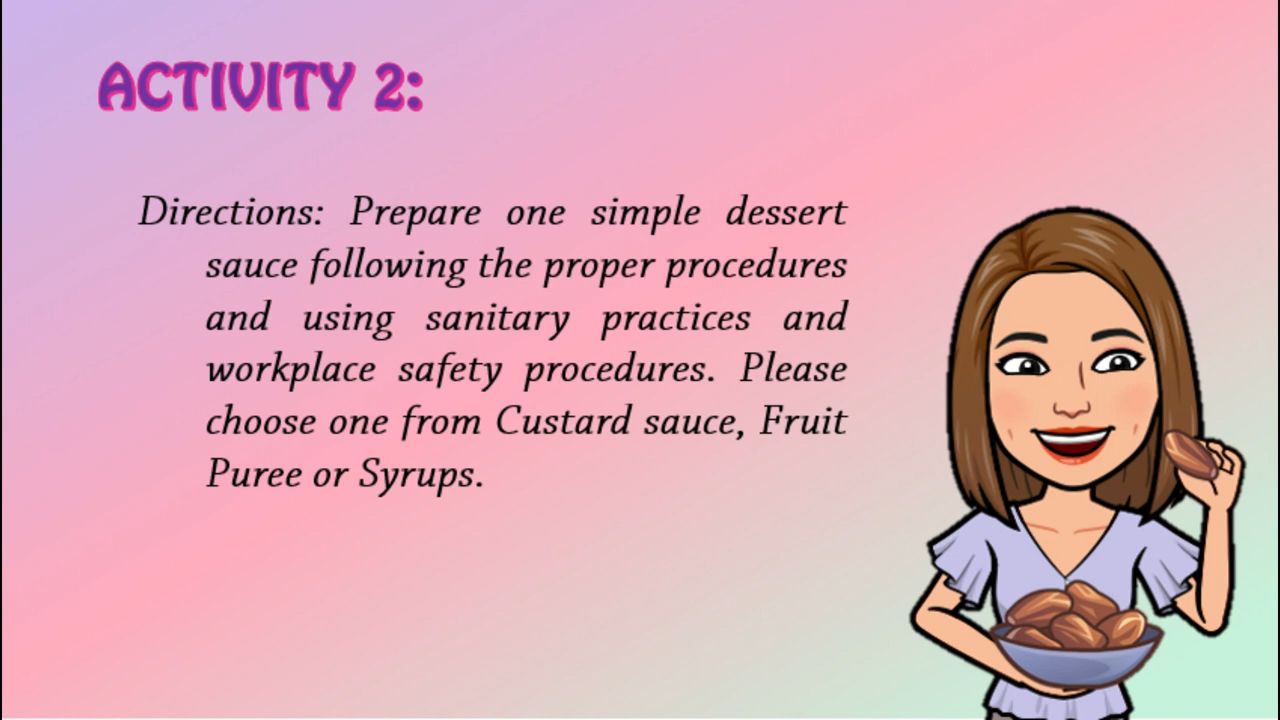 ACTIVITY 2:
Directions: Prepare one simple dessert
sauce following the proper procedures
and using sanitary practices and
workplace safety procedures. Please
choose one from Custard sauce, Fruit
Puree or Syrups.